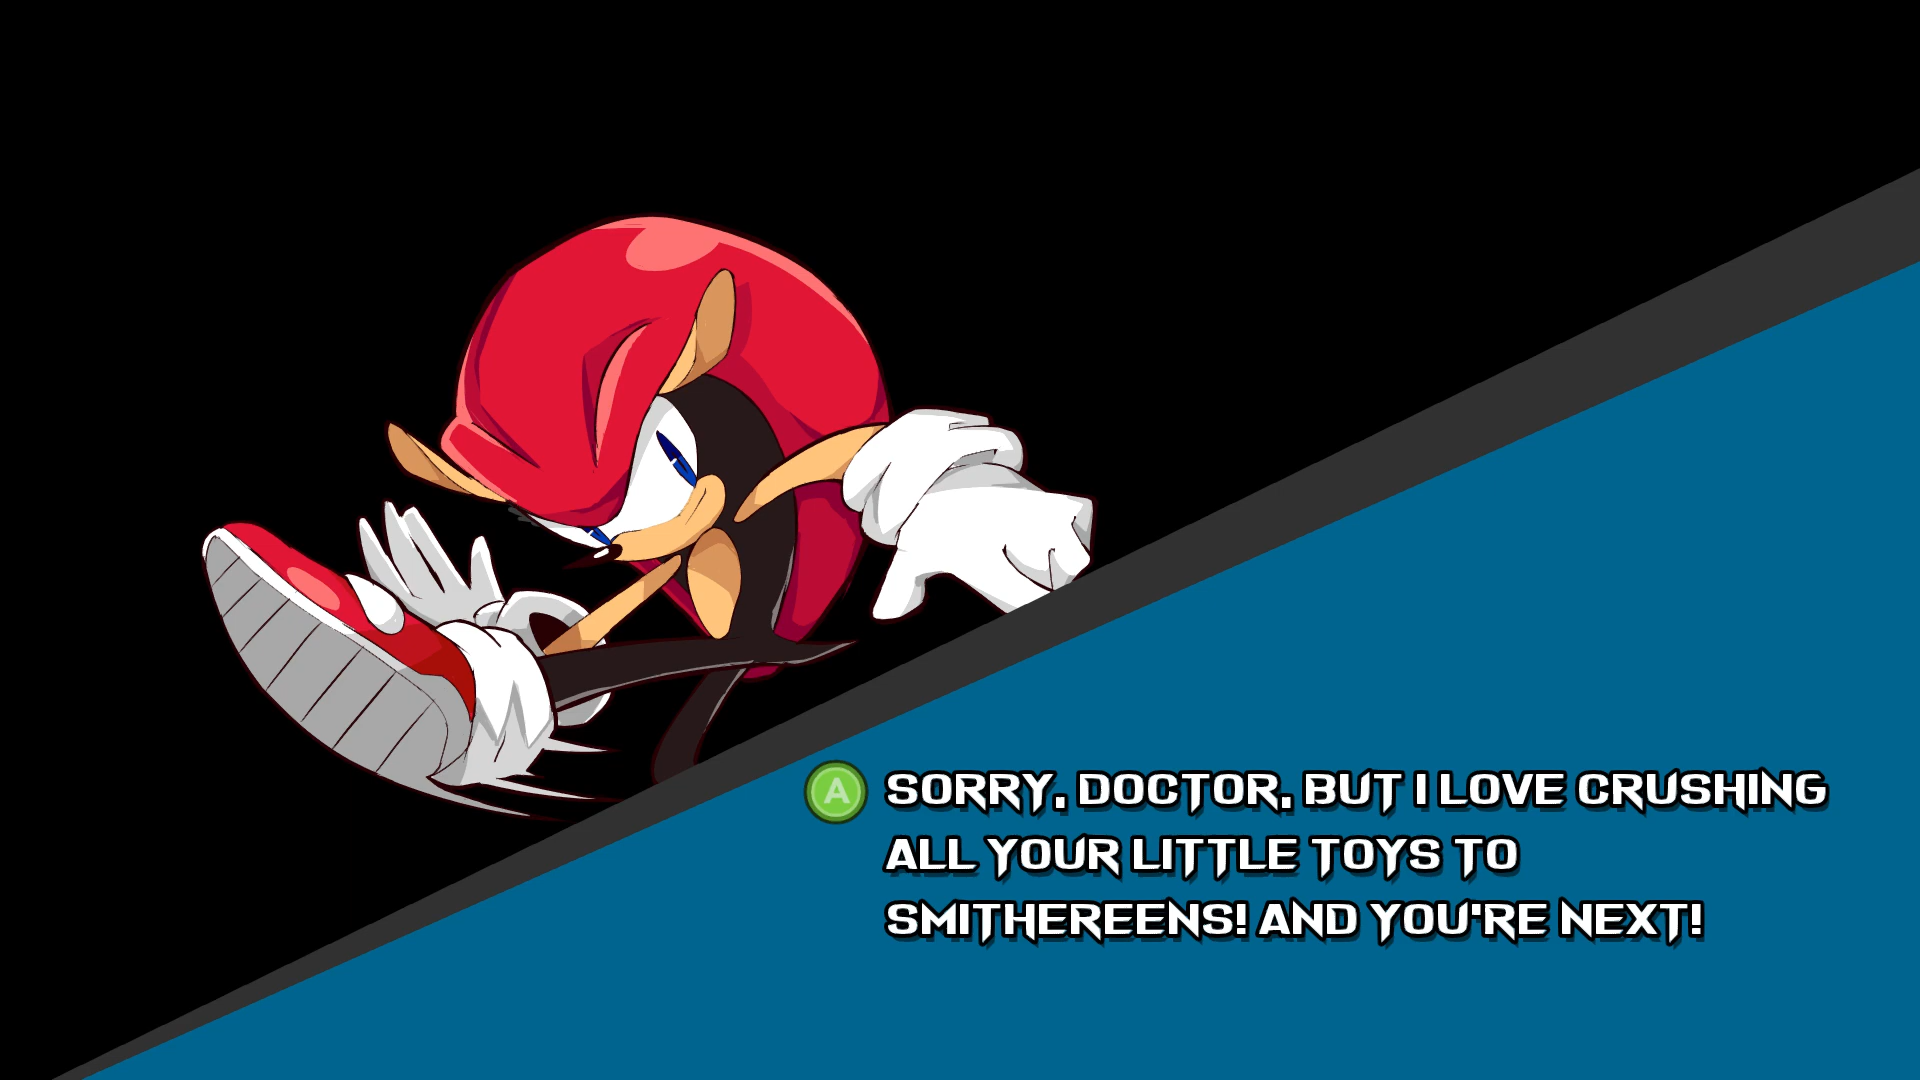 A SORRY, DOCTOR, BUT I LOVE CRUSHING
ALL YOUR LITTLE TOYS TO
SMITHEREENS! AND YOU'RE NEXT!